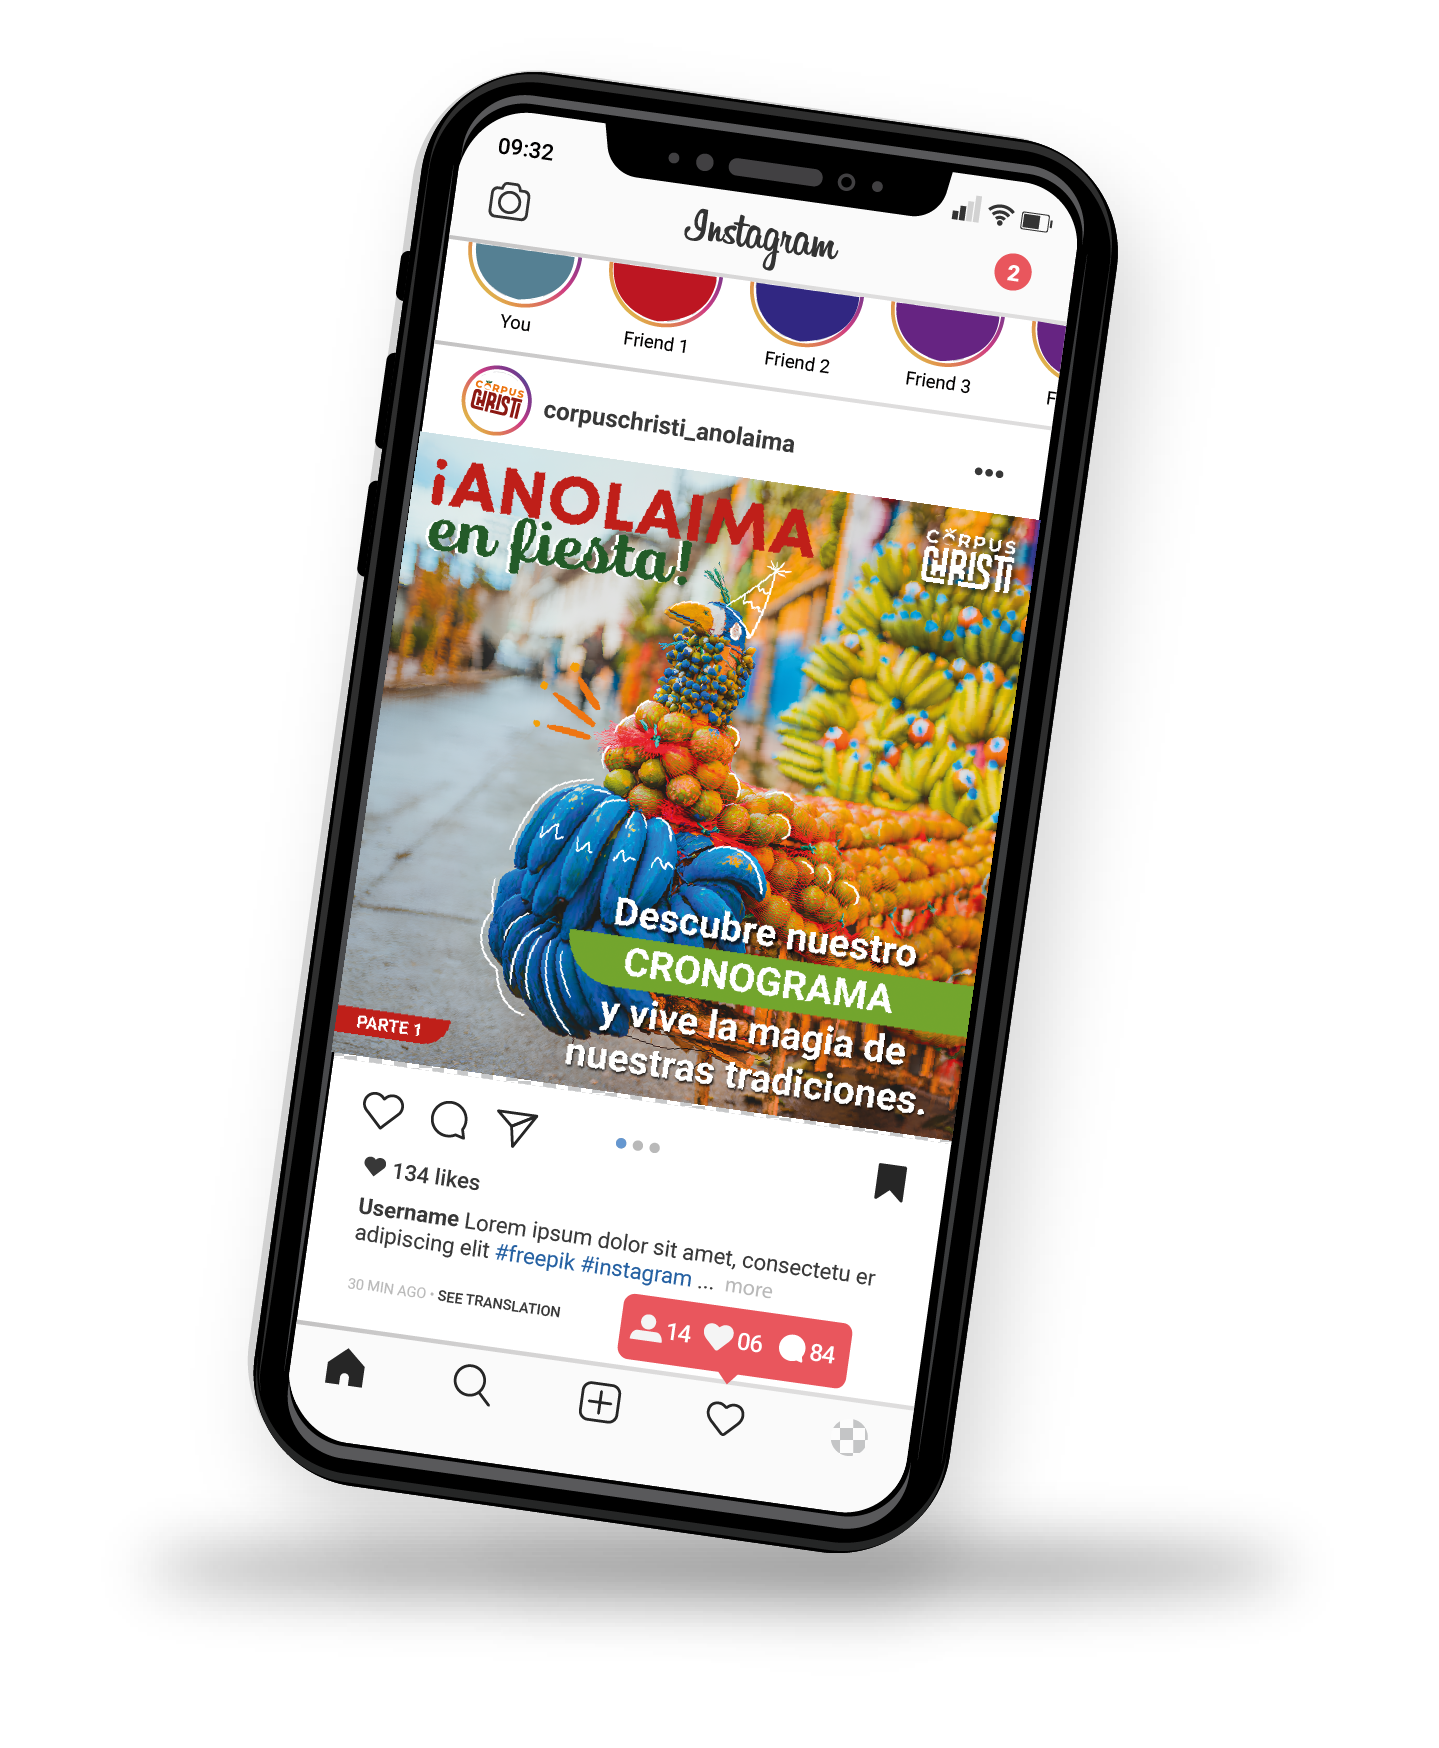 09:32
Instagram
2
You
Friend 1
Friend 2
Friend 3
F
CORPUS
CHRISTI
corpuschristi_anolaima
¡ANOLAIMA
en fiesta!
CORPUS
CHRISTI
Descubre nuestro
CRONOGRAMA
y vive la magia de
nuestras tradiciones.
PARTE 1
134 likes
Username Lorem ipsum dolor sit amet, consectetu er
adipiscing elit #freepik #instagram ... more
30 MIN AGO • SEE TRANSLATION
14 06 84